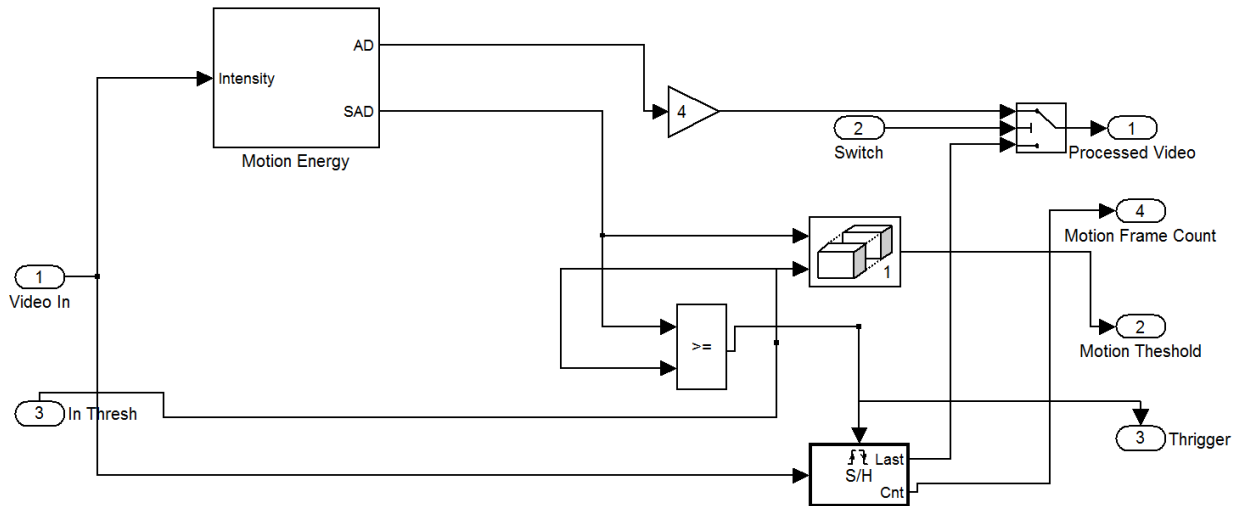 AD
Intensity
SAD
Motion Energy
4
2
Switch
1
Processed Video
4
Motion Frame Count
1
1
Video In
>=
2
Motion Theshold
3
In Thresh
3
Thrigger
Last
S/H
Cnt